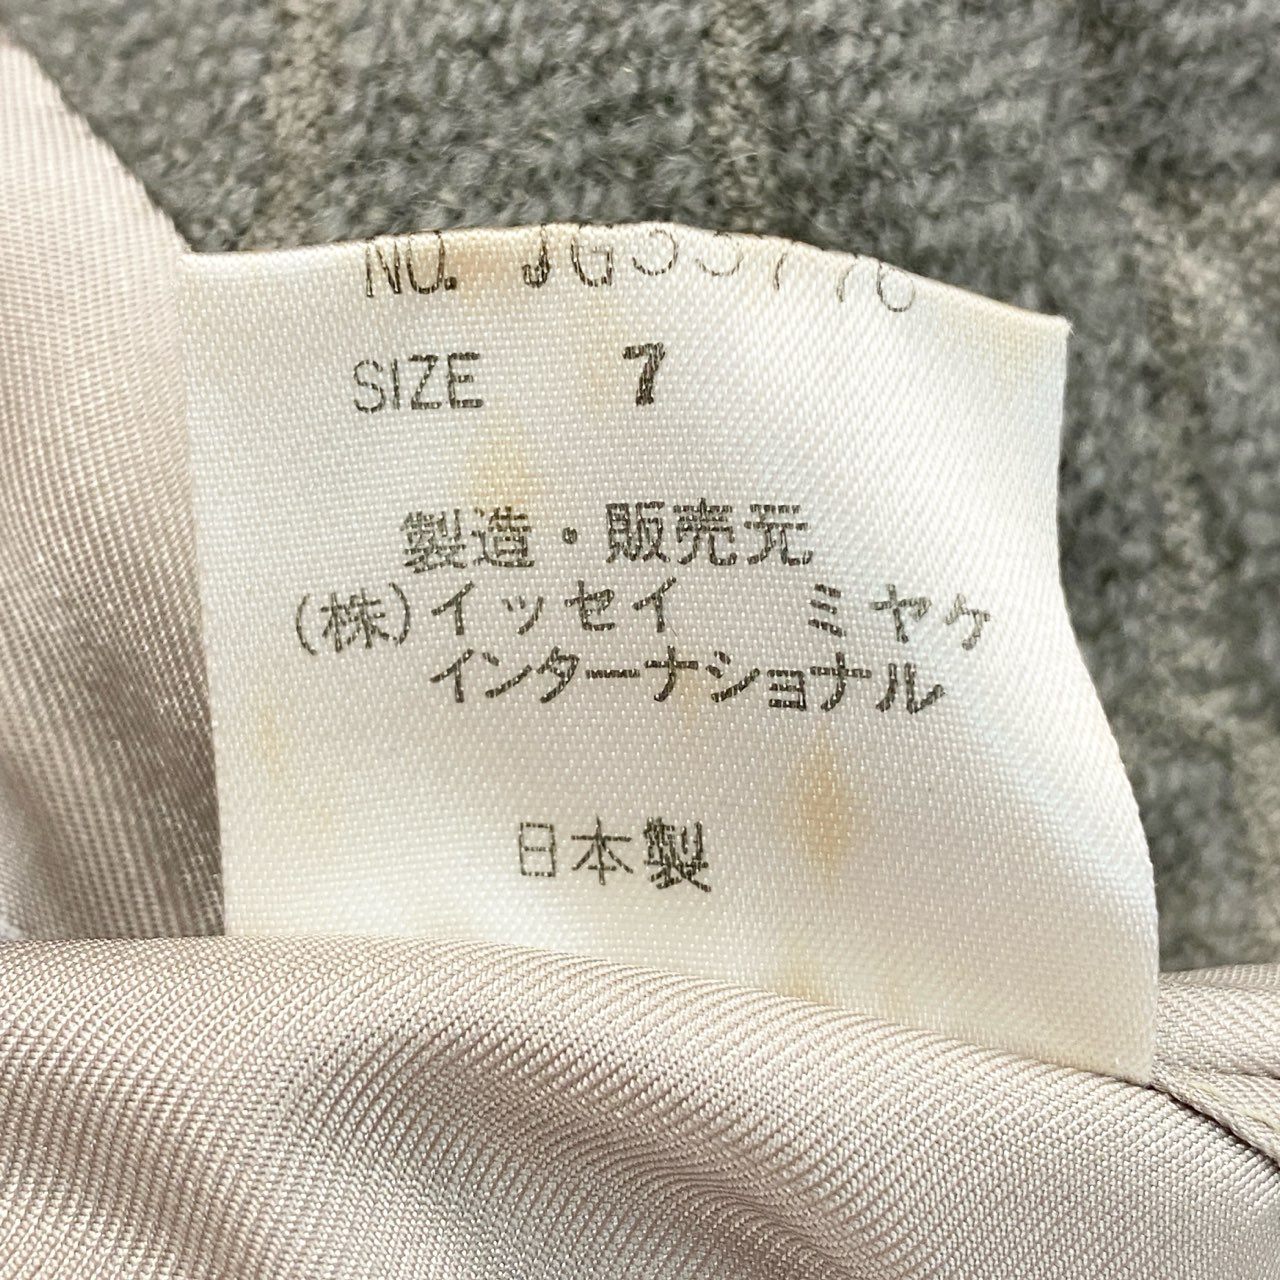 NO.
SIZE 7
製造・販売元
(株)イッセイ ミヤケ
インターナショナル
日本製